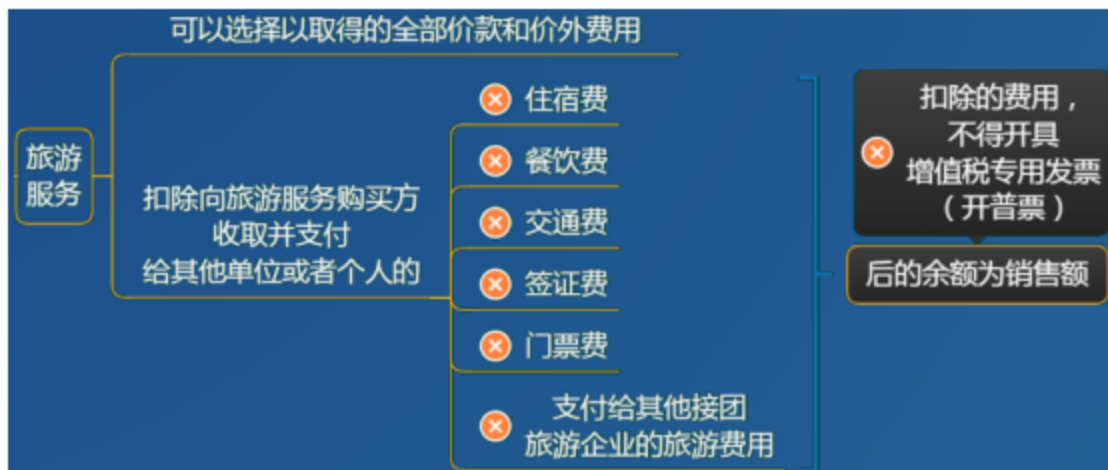 可以选择以取得的全部价款和价外费用
旅游
服务
扣除向旅游服务购买方
收取并支付
给其他单位或者个人的
住宿费
餐饮费
交通费
签证费
门票费
支付给其他接团
旅游企业的旅游费用
扣除的费用，
不得开具
增值税专用发票
（开普票）
后的余额为销售额